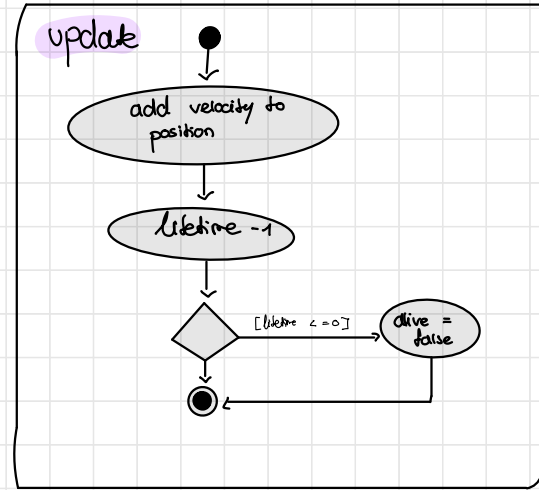 update
add velocity to
position
lifetime -1
[lifetime <=0]
alive =
false